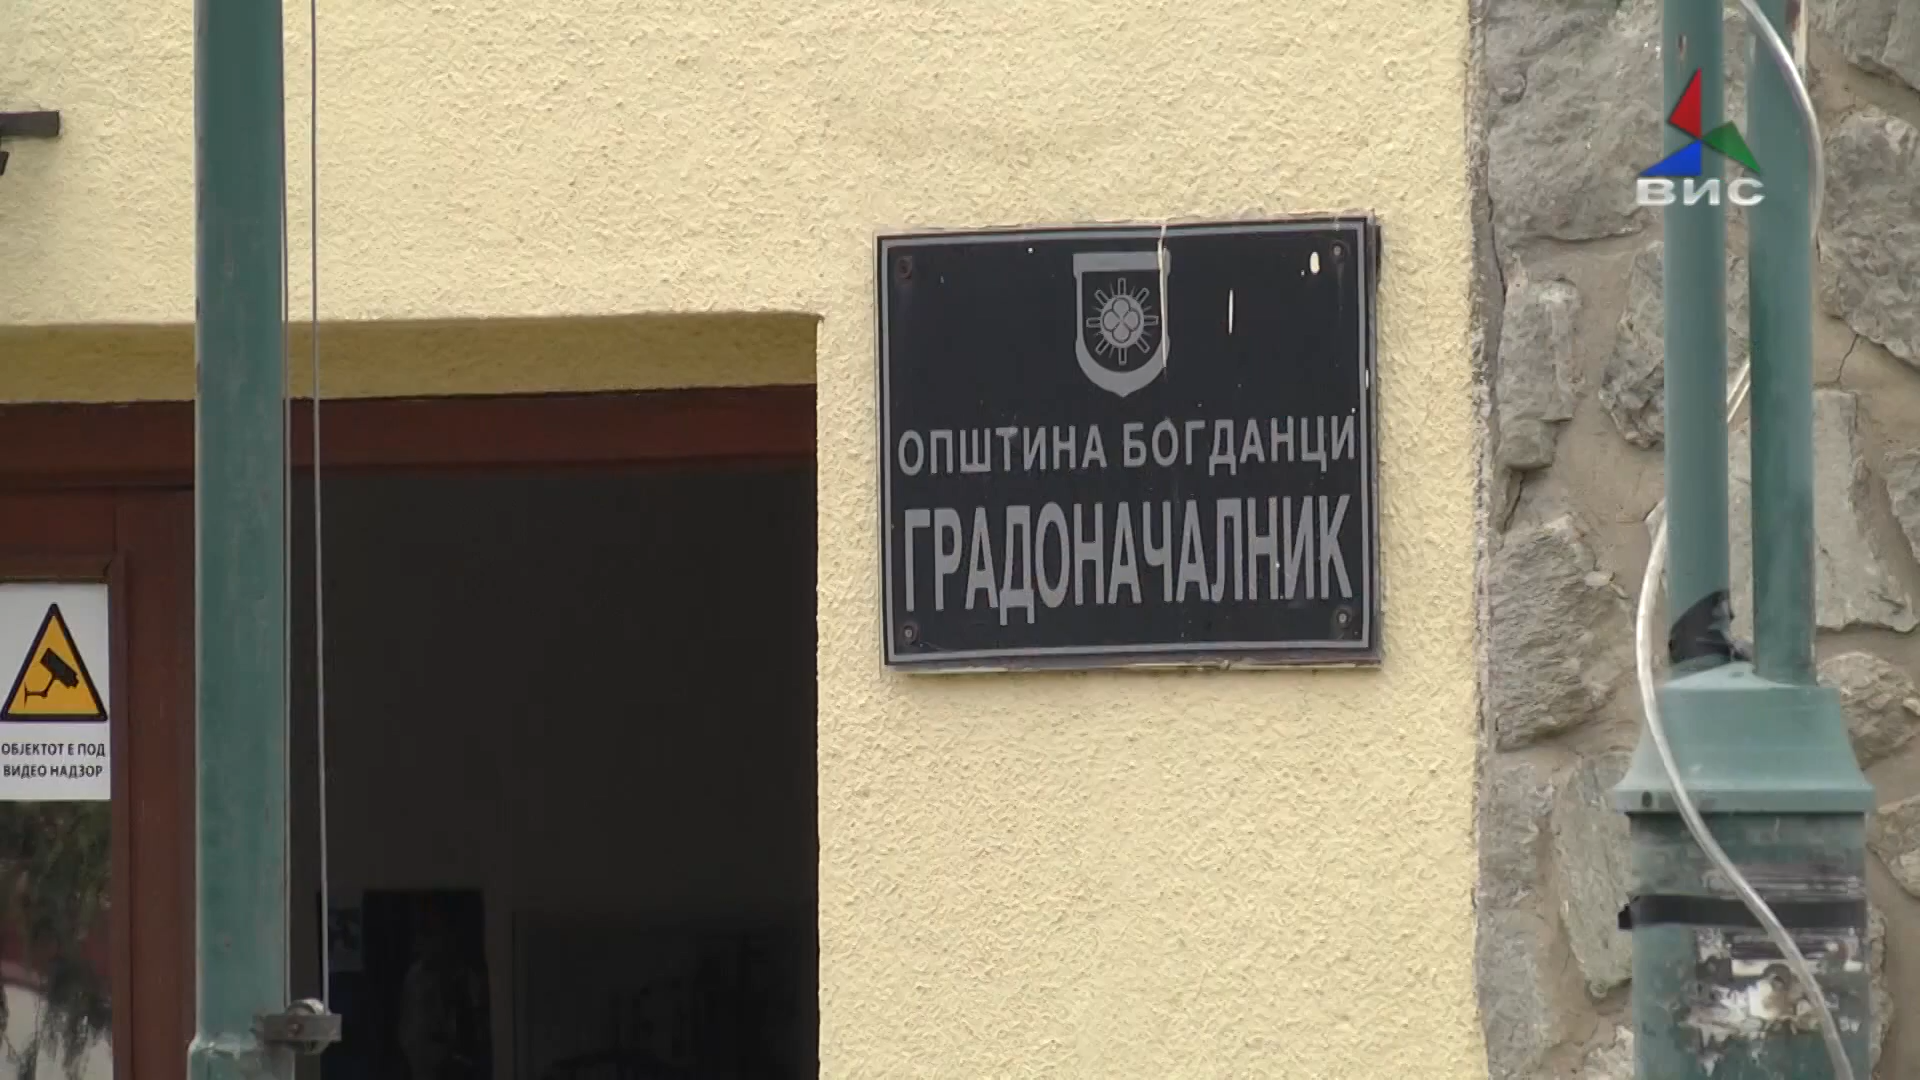 ВИС
ОПШТИНА БОГДАНЦИ
ГРАДОНАЧАЛНИК
ОБЈЕКТОТ Е ПОД
ВИДЕО НАДЗОР